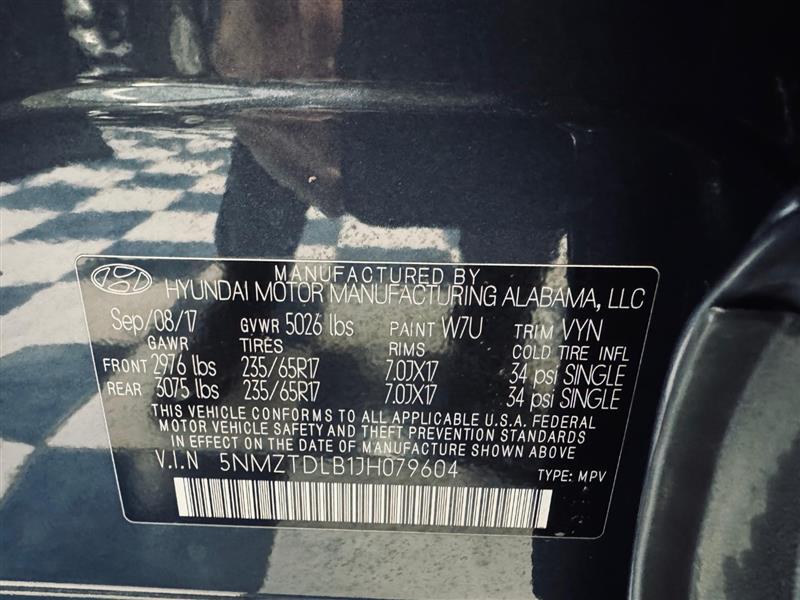 MANUFACTURED BY
HYUNDAI MOTOR MANUFACTURING ALABAMA, LLC
Sep/08/17 GVWR 5026 lbs PAINT W7U TRIM VYN
GAWR TIRES RIMS COLD TIRE INFL
FRONT 2976 lbs 235/65R17 7.0JX17 34 psi SINGLE
REAR 3075 lbs 235/65R17 7.0JX17 34 psi SINGLE
THIS VEHICLE CONFORMS TO ALL APPLICABLE U.S.A. FEDERAL
MOTOR VEHICLE SAFETY AND THEFT PREVENTION STANDARDS
IN EFFECT ON THE DATE OF MANUFACTURE SHOWN ABOVE
V.I.N 5NMZTDLB1JH079604 TYPE: MPV